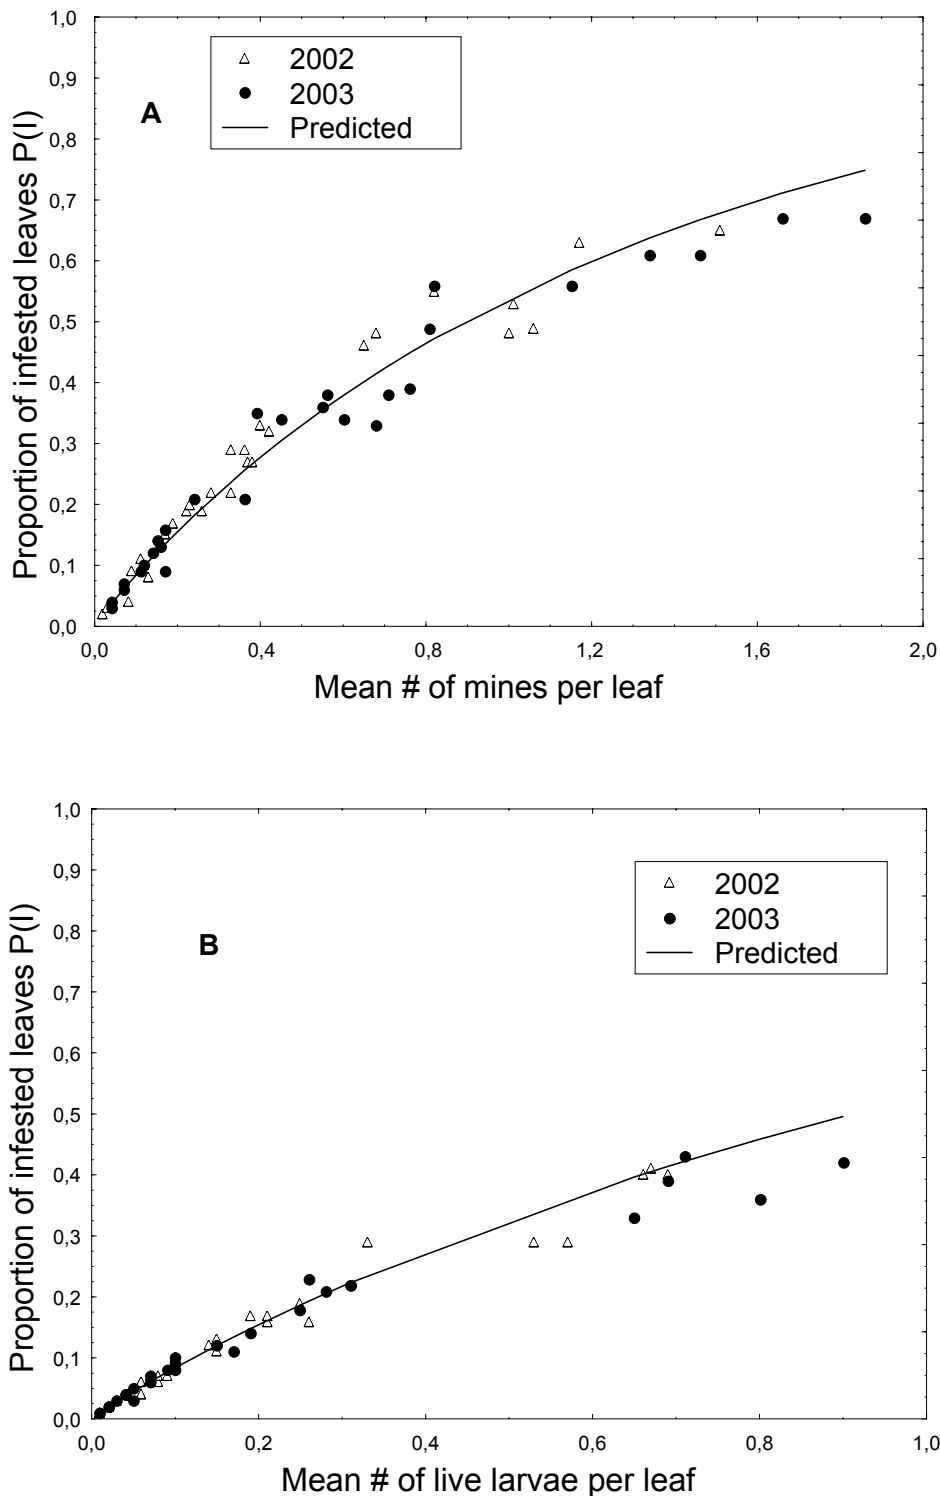 1,0
0,9
0,8
0,7
0,6
0,5
0,4
0,3
0,2
0,1
0,0
Proportion of infested leaves P(I)
A
2002
2003
Predicted
0,0 0,4 0,8 1,2 1,6 2,0
Mean # of mines per leaf
1,0
0,9
0,8
0,7
0,6
0,5
0,4
0,3
0,2
0,1
0,0
Proportion of infested leaves P(I)
B
2002
2003
Predicted
0,0 0,2 0,4 0,6 0,8 1,0
Mean # of live larvae per leaf